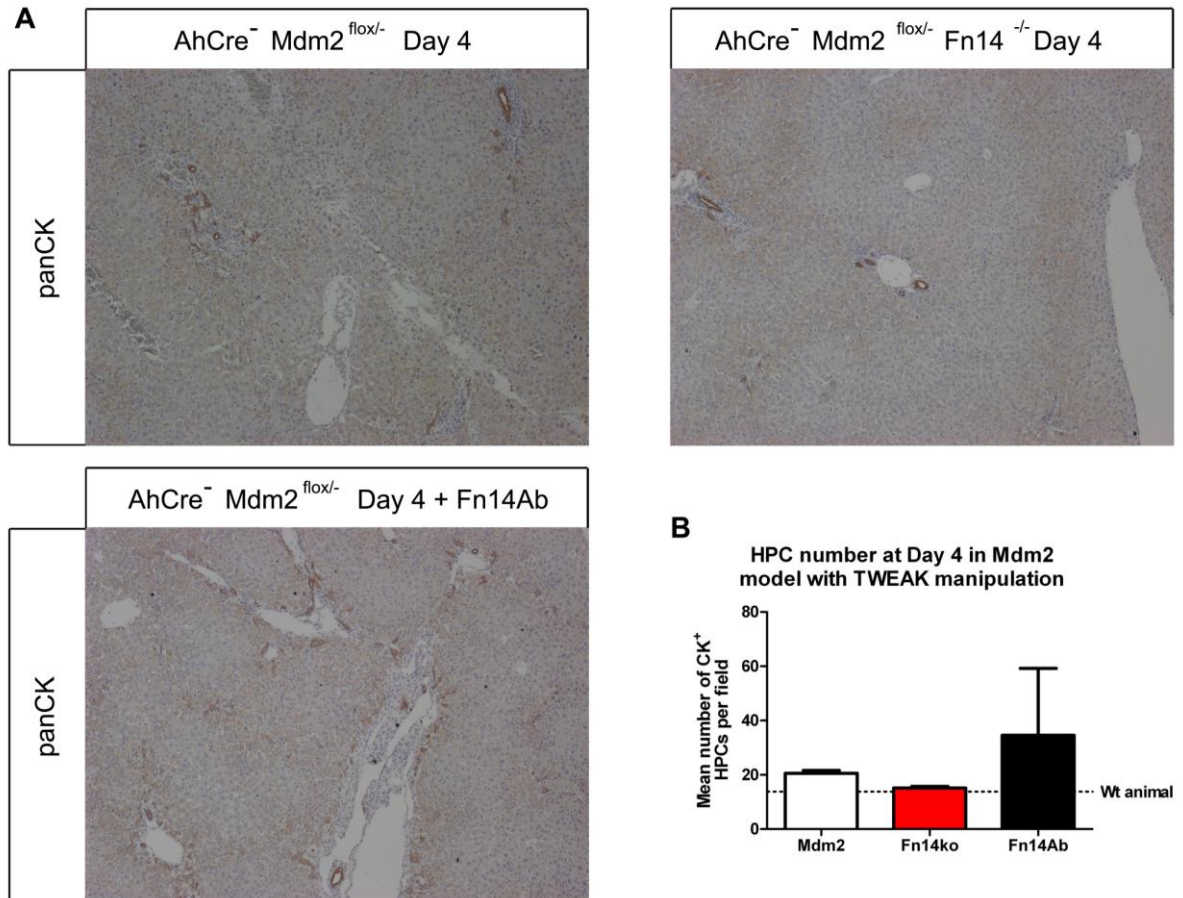 A
AhCre⁻ Mdm2 flox/- Day 4
AhCre⁻ Mdm2 flox/- Fn14 -/- Day 4
panCK
AhCre⁻ Mdm2 flox/- Day 4 + Fn14Ab
panCK
B
HPC number at Day 4 in Mdm2
model with TWEAK manipulation
Mean number of CK⁺
HPCs per field
80
60
40
20
0
Wt animal
Mdm2
Fn14ko
Fn14Ab